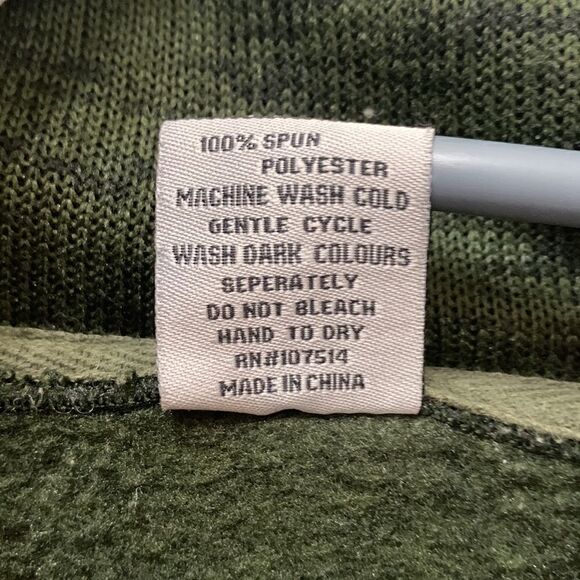 100% SPUN
POLYESTER
MACHINE WASH COLD
GENTLE CYCLE
WASH DARK COLOURS
SEPERATELY
DO NOT BLEACH
HAND TO DRY
RN#107514
MADE IN CHINA